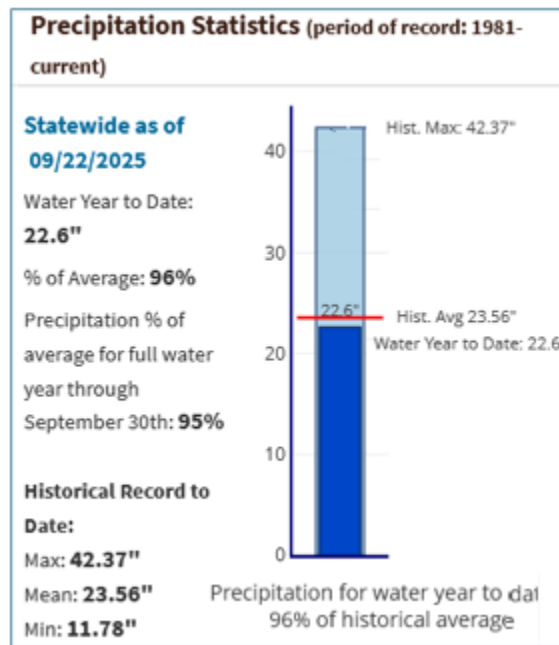 Precipitation Statistics (period of record: 1981-
current)
Statewide as of
09/22/2025
Water Year to Date:
22.6"
% of Average: 96%
Precipitation % of
average for full water
year through
September 30th: 95%
Historical Record to
Date:
Max: 42.37"
Mean: 23.56"
Min: 11.78"
40
30
20
10
0
22.6"
Hist. Max: 42.37"
Hist. Avg 23.56"
Water Year to Date: 22.6
Precipitation for water year to dat
96% of historical average